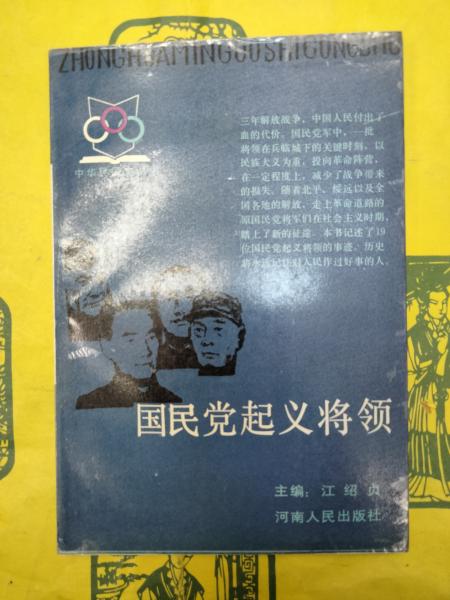 ZHONGHUAMINGUOSHICONGSHU
中华民
三年解放战争，中国人民付出了
血的代价。国民党军中，一批
将领在兵临城下的关键时刻，以
民族大义为重，投向革命阵营，
在一定程度上，减少了战争带来
的损失。随着北平、绥远以及全
国各地的解放，走上革命道路的
原国民党将军们在社会主义时期，
踏上了新的征途。本书记述了19
位国民党起义将领的事迹。历史
将永远记住对人民作过好事的人。
国民党起义将领
主编：江绍贞
河南人民出版社